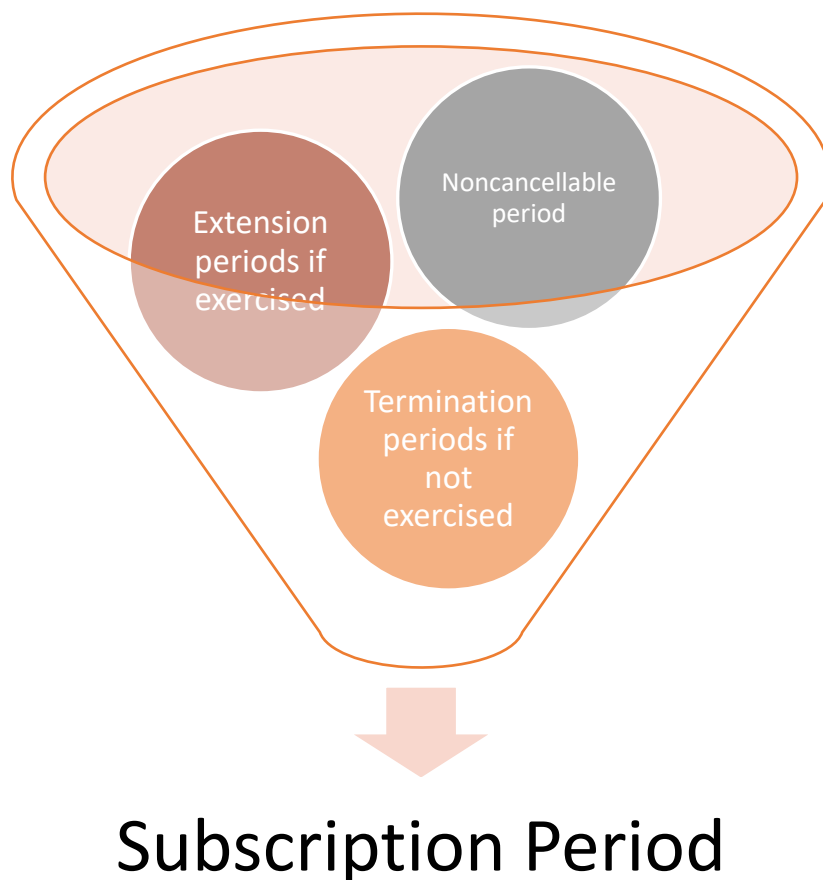 Noncancellable
period
Extension
periods if
exercised
Termination
periods if
not
exercised
Subscription Period